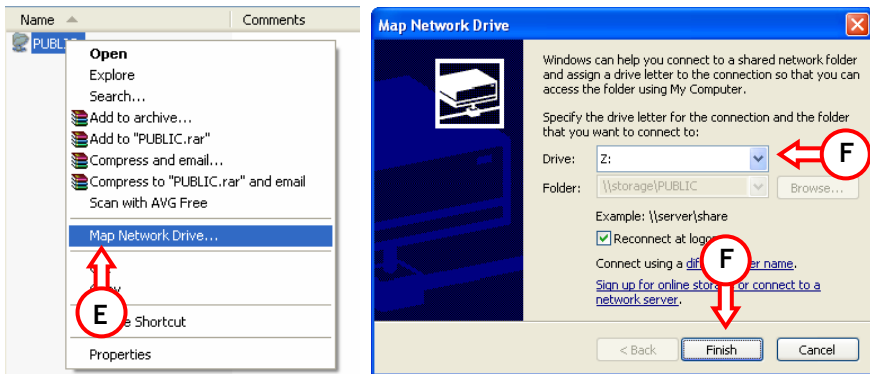 Name Comments
PUBL
Open
Explore
Search...
Add to archive...
Add to "PUBLIC.rar"
Compress and email...
Compress to "PUBLIC.rar" and email
Scan with AVG Free
Map Network Drive...
E
Shortcut
Properties
Map Network Drive
Windows can help you connect to a shared network folder
and assign a drive letter to the connection so that you can
access the folder using My Computer.
Specify the drive letter for the connection and the folder
that you want to connect to:
Drive: Z:
F
Folder: \\storage\PUBLIC Browse...
Example: \\server\share
Reconnect at logo
F
Connect using a dif er name.
Sign up for online storag or connect to a
network server.
< Back Finish Cancel